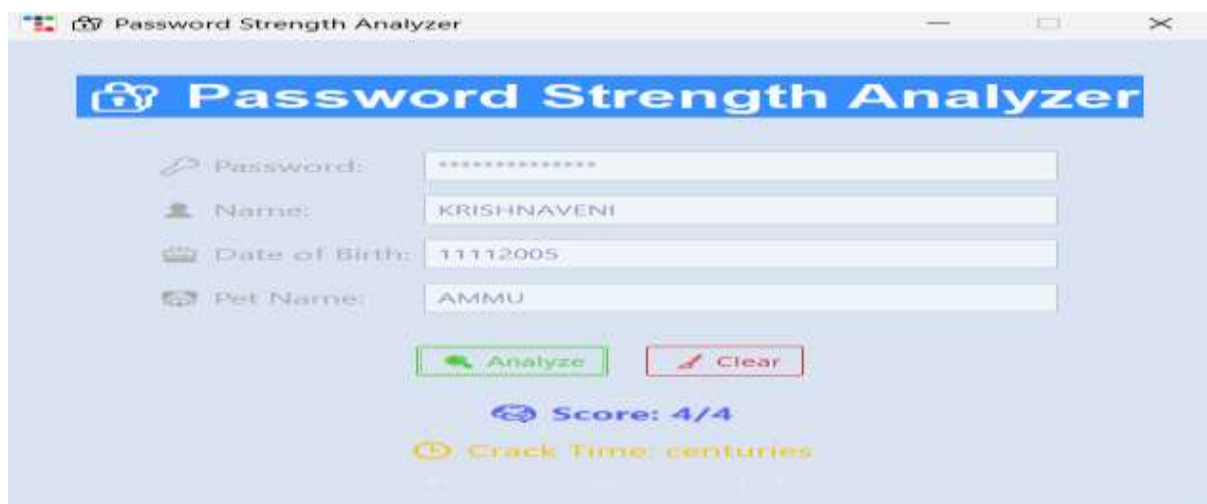 Password Strength Analyzer
Password Strength Analyzer
Password: **************
Name: KRISHNAVENI
Date of Birth: 11112005
Pet Name: AMMU
Analyze Clear
Score: 4/4
Crack Time: centuries